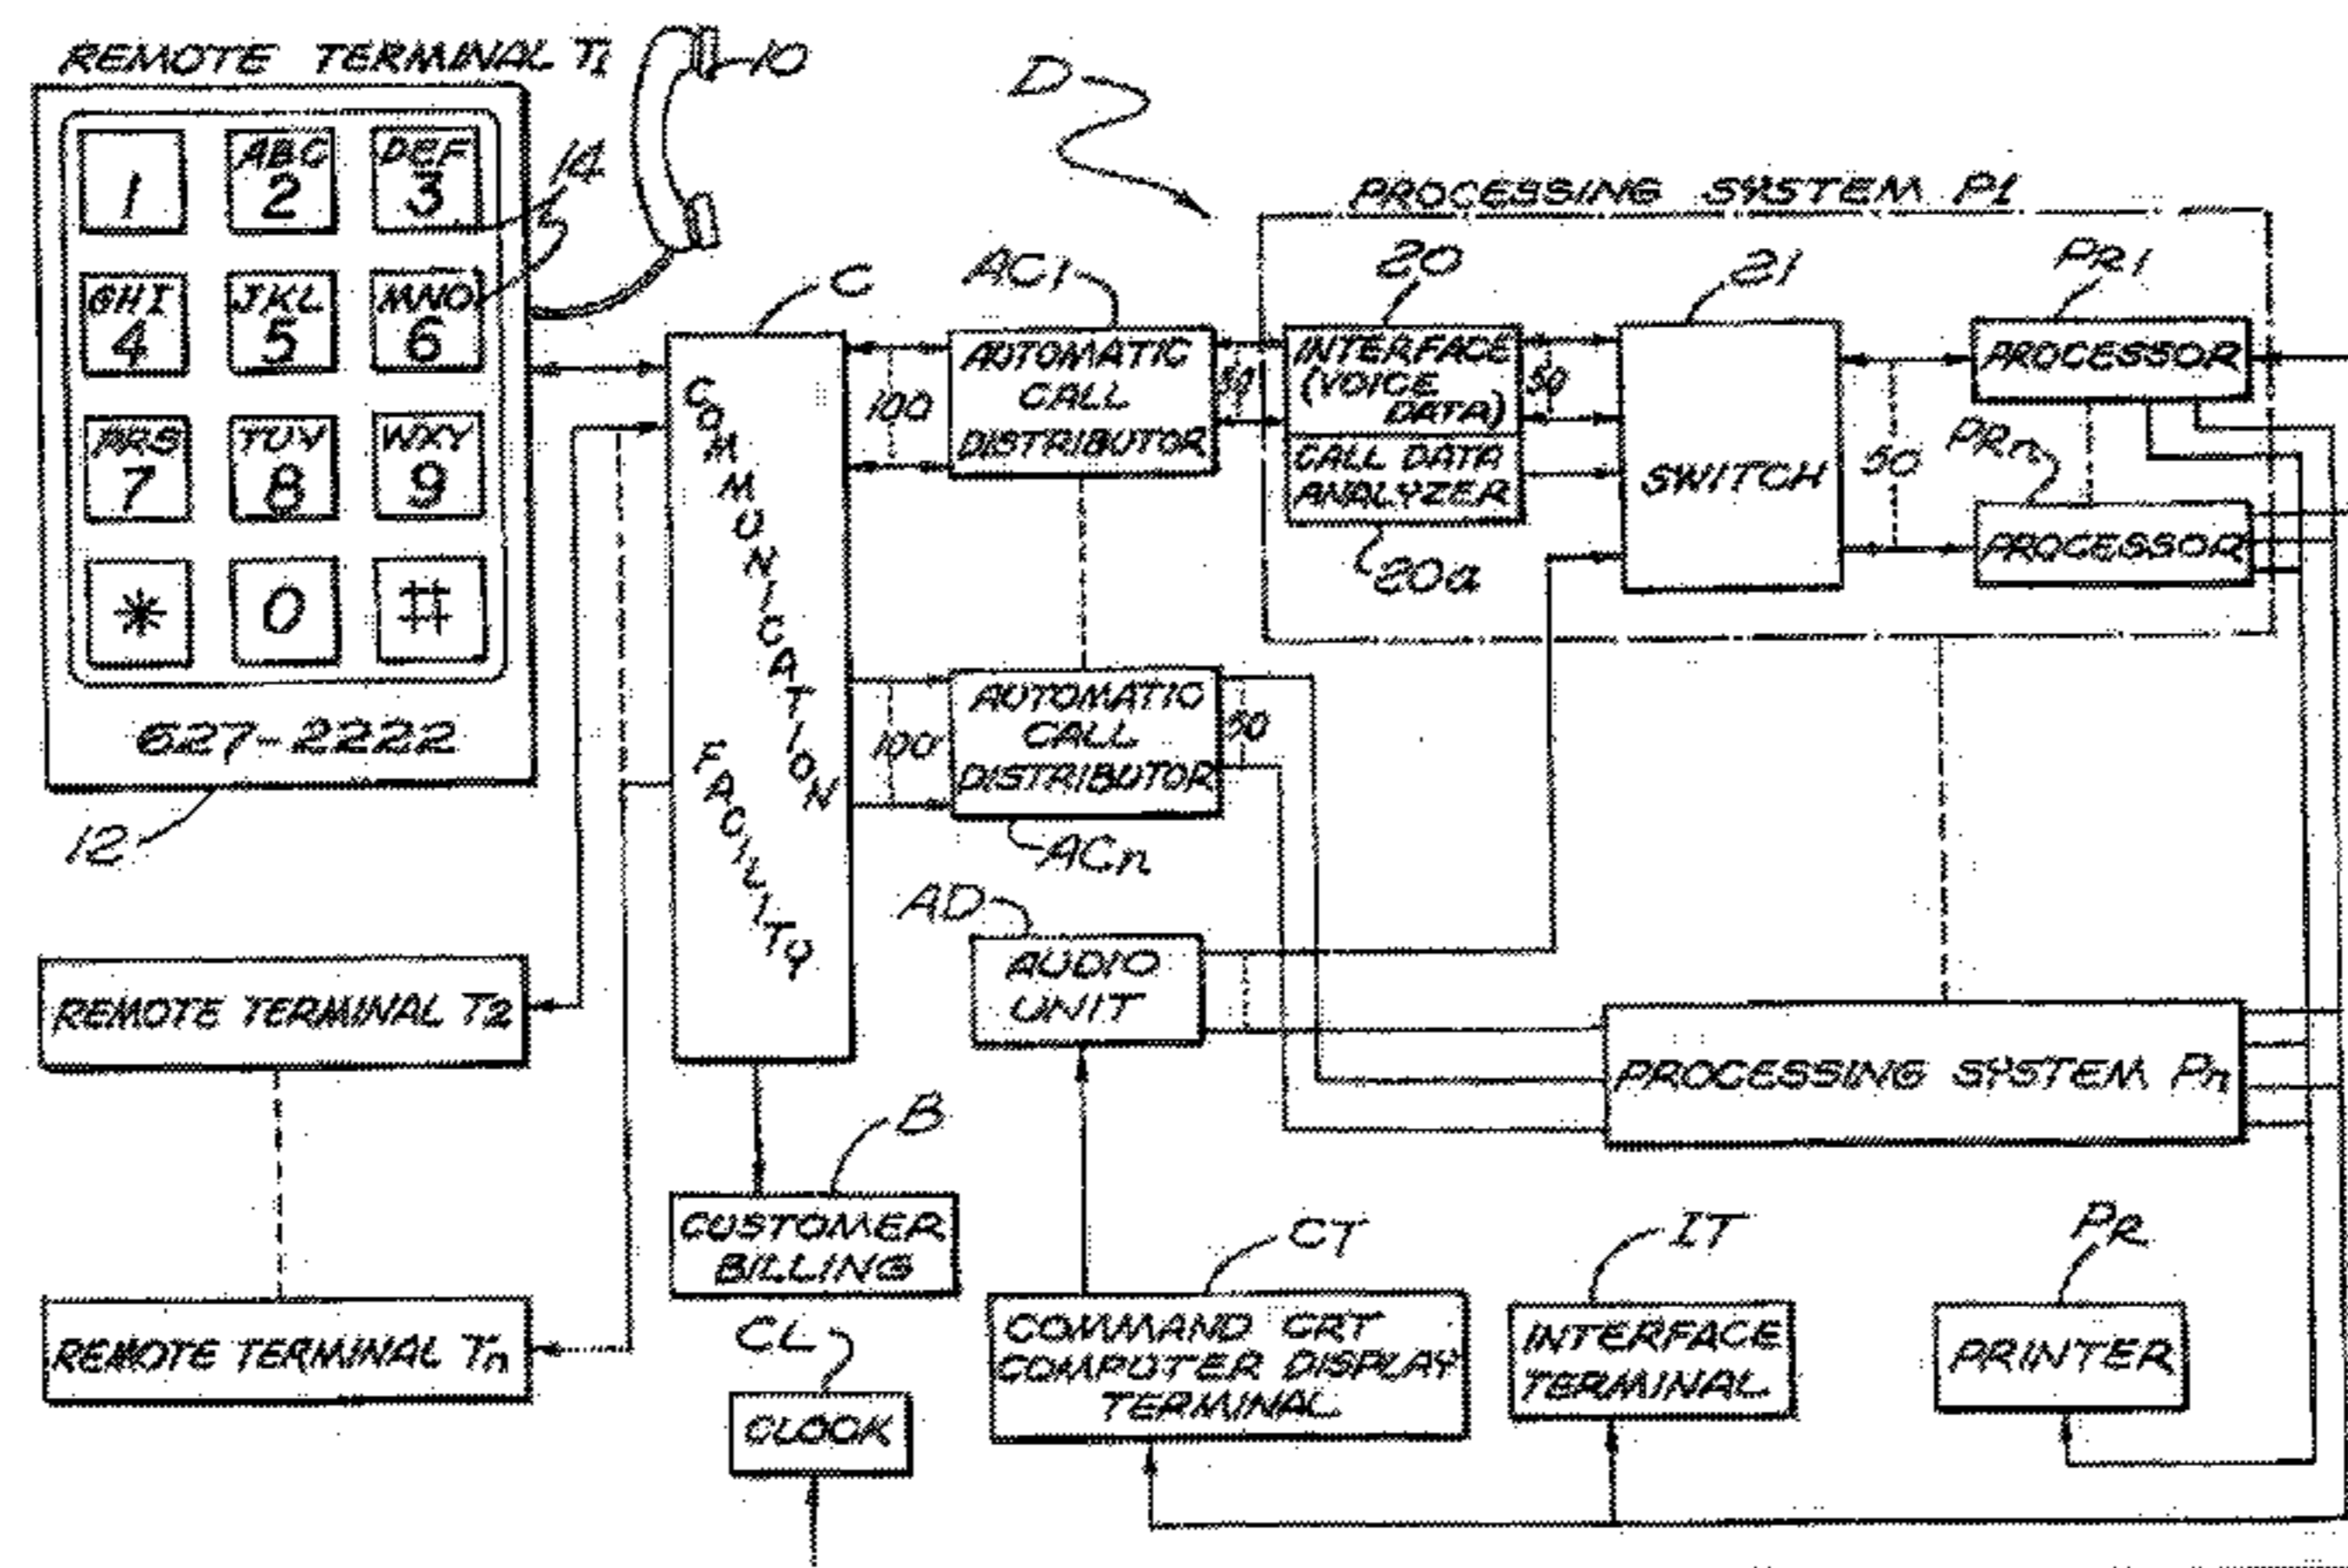 REMOTE TERMINAL T1
10
D
1
ABC
2
DEF
3
14
GHI
4
JKL
5
MNO
6
PRS
7
TUV
8
WXY
9
*
0
#
627-2222
12
REMOTE TERMINAL T2
REMOTE TERMINAL Tn
C
COMMUNICATION
FACILITY
100
100
B
CUSTOMER
BILLING
CL
CLOCK
AC1
AUTOMATIC
CALL
DISTRIBUTOR
50
AUTOMATIC
CALL
DISTRIBUTOR
50
ACn
AD
AUDIO
UNIT
PROCESSING SYSTEM P1
20
INTERFACE
(VOICE
DATA)
CALL DATA
ANALYZER
20a
50
21
SWITCH
50
PR1
PROCESSOR
PRn
PROCESSOR
PROCESSING SYSTEM Pn
CT
COMMAND CRT
COMPUTER DISPLAY
TERMINAL
IT
INTERFACE
TERMINAL
PR
PRINTER